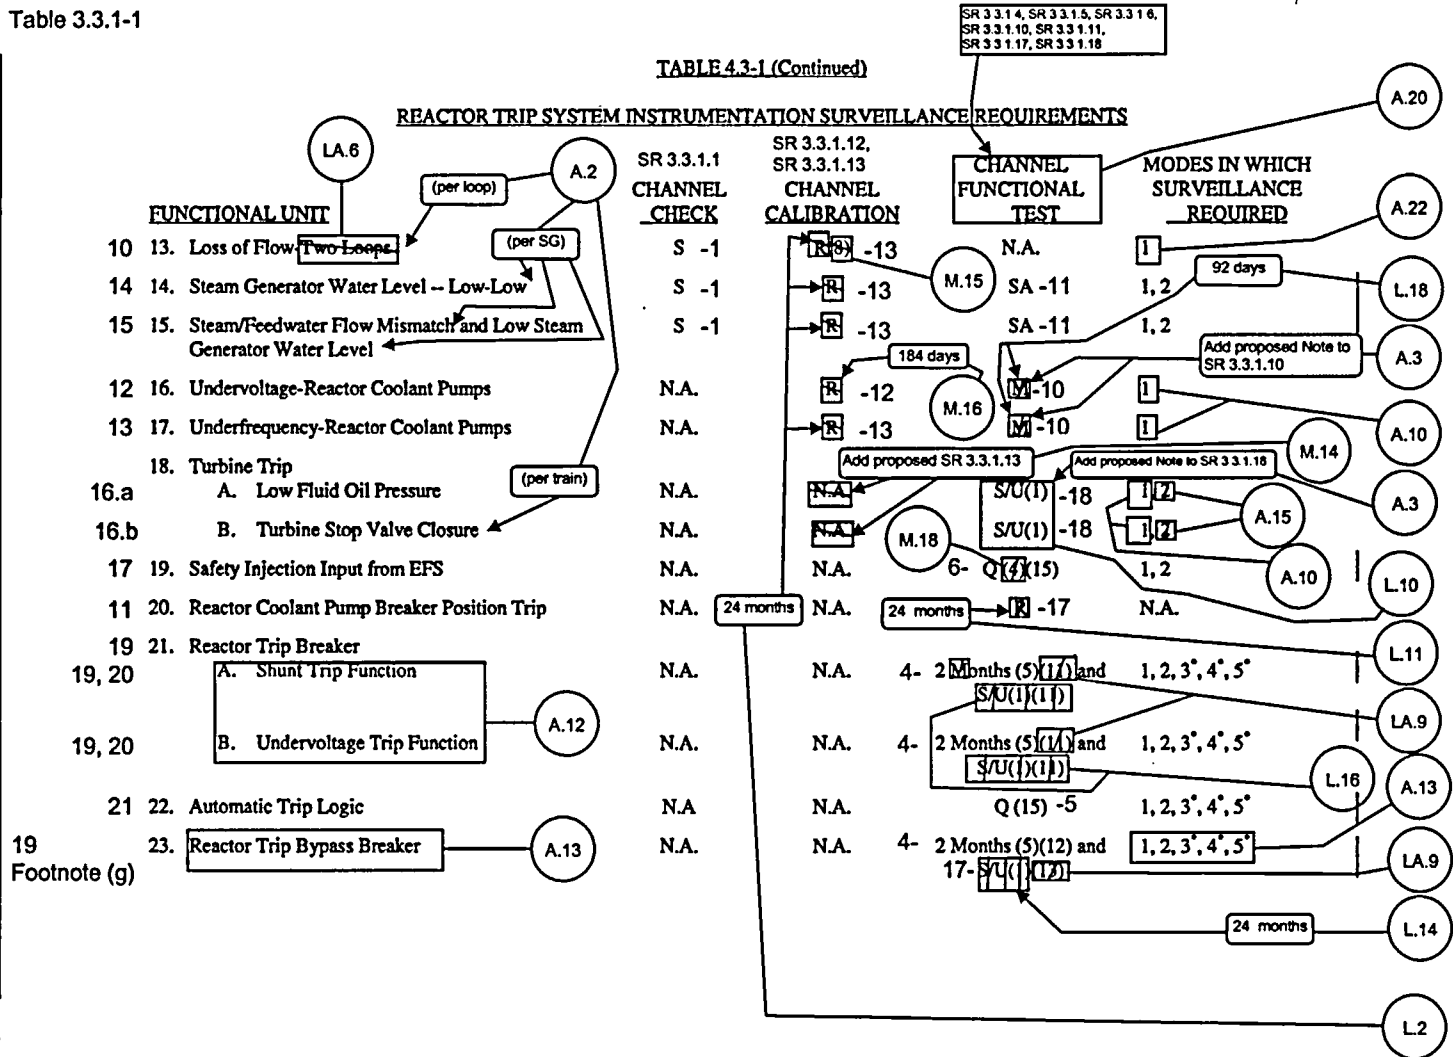 Table 3.3.1-1
SR 3 3.1 4, SR 3 3.1.5, SR 3.3 1 6,
SR 3.3.1.10, SR 3.3 1.11,
SR 3 3 1.17, SR 3 3 1.18
TABLE 4.3-1 (Continued)
REACTOR TRIP SYSTEM INSTRUMENTATION SURVEILLANCE REQUIREMENTS
A.20
LA.6
A.2
(per loop)
(per SG)
SR 3.3.1.1
SR 3.3.1.12,
SR 3.3.1.13
FUNCTIONAL UNIT
CHANNEL
CHECK
CHANNEL
CALIBRATION
CHANNEL
FUNCTIONAL
TEST
MODES IN WHICH
SURVEILLANCE
REQUIRED
A.22
10 13. Loss of Flow-Two Loops S -1 R(8) -13 N.A. 1
M.15
92 days
L.18
14 14. Steam Generator Water Level -- Low-Low S -1 R -13 SA -11 1, 2
15 15. Steam/Feedwater Flow Mismatch and Low Steam S -1 R -13 SA -11 1, 2
Generator Water Level
184 days
Add proposed Note to
SR 3.3.1.10
A.3
12 16. Undervoltage-Reactor Coolant Pumps N.A. R -12 M -10 1
M.16
13 17. Underfrequency-Reactor Coolant Pumps N.A. R -13 M -10 1
A.10
M.14
18. Turbine Trip
(per train)
Add proposed SR 3.3.1.13
Add proposed Note to SR 3 3.1.18
16.a A. Low Fluid Oil Pressure N.A. N.A S/U(1) -18 1, 2
A.3
A.15
16.b B. Turbine Stop Valve Closure N.A. N.A S/U(1) -18 1, 2
M.18
17 19. Safety Injection Input from EFS N.A. N.A. 6- Q (4)(15) 1, 2
A.10
L.10
11 20. Reactor Coolant Pump Breaker Position Trip N.A. 24 months N.A. 24 months R -17 N.A.
19 21. Reactor Trip Breaker
L.11
19, 20 A. Shunt Trip Function N.A. N.A. 4- 2 Months (5)(11) and 1, 2, 3*, 4*, 5*
S/U(1)(11)
A.12
LA.9
19, 20 B. Undervoltage Trip Function N.A. N.A. 4- 2 Months (5)(11) and 1, 2, 3*, 4*, 5*
S/U(1)(11)
L.16
A.13
21 22. Automatic Trip Logic N.A N.A. Q (15) -5 1, 2, 3*, 4*, 5*
19 23. Reactor Trip Bypass Breaker A.13 N.A. N.A. 4- 2 Months (5)(12) and 1, 2, 3*, 4*, 5*
Footnote (g) 17- S/U(1)(13)
LA.9
24 months
L.14
L.2